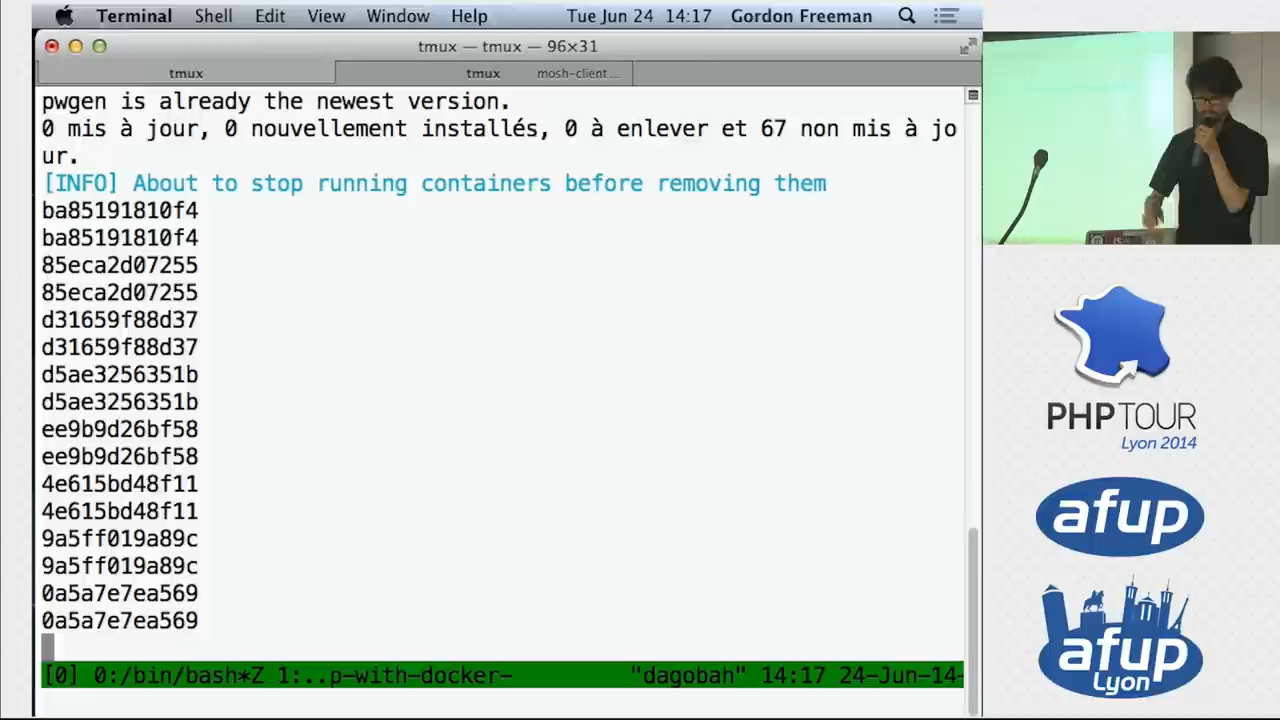 Terminal Shell Edit View Window Help Tue Jun 24 14:17 Gordon Freeman
tmux — tmux — 96×31
tmux tmux mosh-client ...
pwgen is already the newest version.
0 mis à jour, 0 nouvellement installés, 0 à enlever et 67 non mis à jo
ur.
[INFO] About to stop running containers before removing them
ba85191810f4
ba85191810f4
85eca2d07255
85eca2d07255
d31659f88d37
d31659f88d37
d5ae3256351b
d5ae3256351b
ee9b9d26bf58
ee9b9d26bf58
4e615bd48f11
4e615bd48f11
9a5ff019a89c
9a5ff019a89c
0a5a7e7ea569
0a5a7e7ea569
[0] 0:/bin/bash*Z 1:..p-with-docker- "dagobah" 14:17 24-Jun-14-
PHP TOUR
Lyon 2014
afup
afup
Lyon